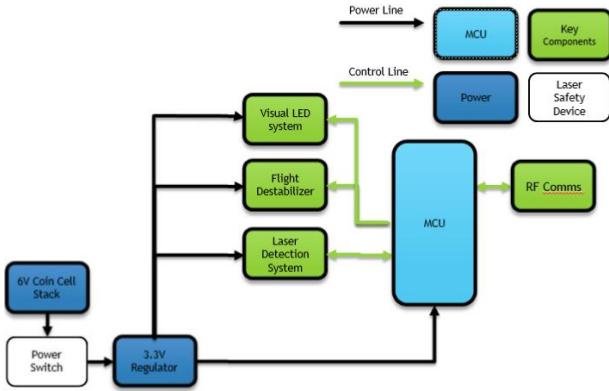 Power Line
MCU
Key
Components
Control Line
Power
Laser
Safety
Device
Visual LED
system
Flight
Destabilizer
MCU
RF Comms
Laser
Detection
System
6V Coin Cell
Stack
Power
Switch
3.3V
Regulator